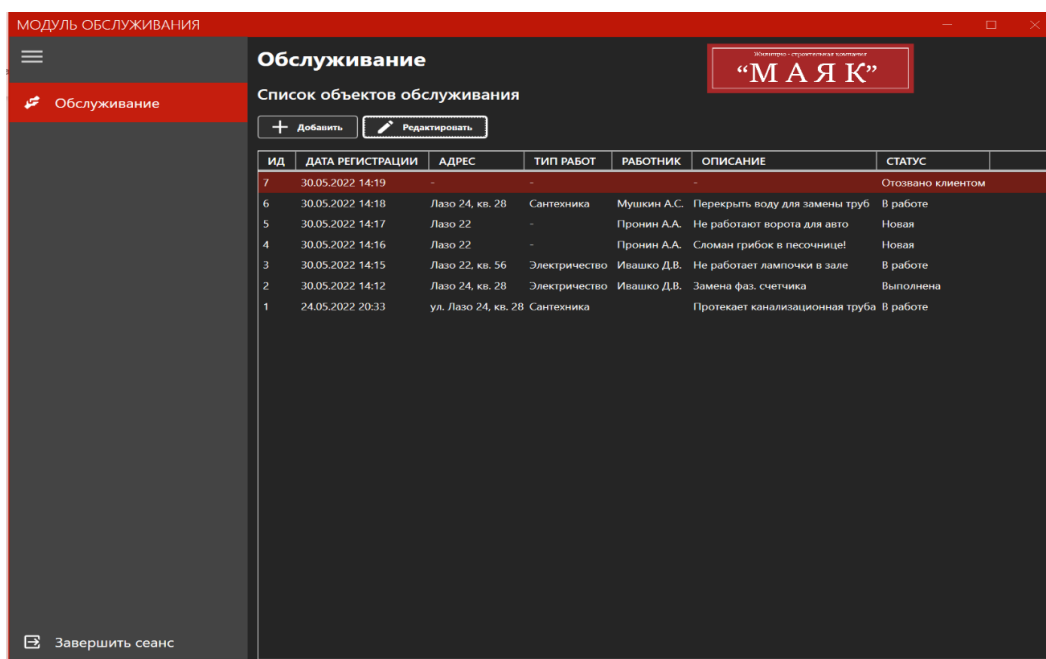 МОДУЛЬ ОБСЛУЖИВАНИЯ
Обслуживание
Жилищно - строительная компания
“МАЯК”
Обслуживание
Список объектов обслуживания
Добавить Редактировать
ИД ДАТА РЕГИСТРАЦИИ АДРЕС ТИП РАБОТ РАБОТНИК ОПИСАНИЕ СТАТУС
7 30.05.2022 14:19 - - - Отозвано клиентом
6 30.05.2022 14:18 Лазо 24, кв. 28 Сантехника Мушкин А.С. Перекрыть воду для замены труб В работе
5 30.05.2022 14:17 Лазо 22 - Пронин А.А. Не работают ворота для авто Новая
4 30.05.2022 14:16 Лазо 22 - Пронин А.А. Сломан грибок в песочнице! Новая
3 30.05.2022 14:15 Лазо 22, кв. 56 Электричество Ивашко Д.В. Не работает лампочки в зале В работе
2 30.05.2022 14:12 Лазо 24, кв. 28 Электричество Ивашко Д.В. Замена фаз. счетчика Выполнена
1 24.05.2022 20:33 ул. Лазо 24, кв. 28 Сантехника Протекает канализационная труба В работе
Завершить сеанс